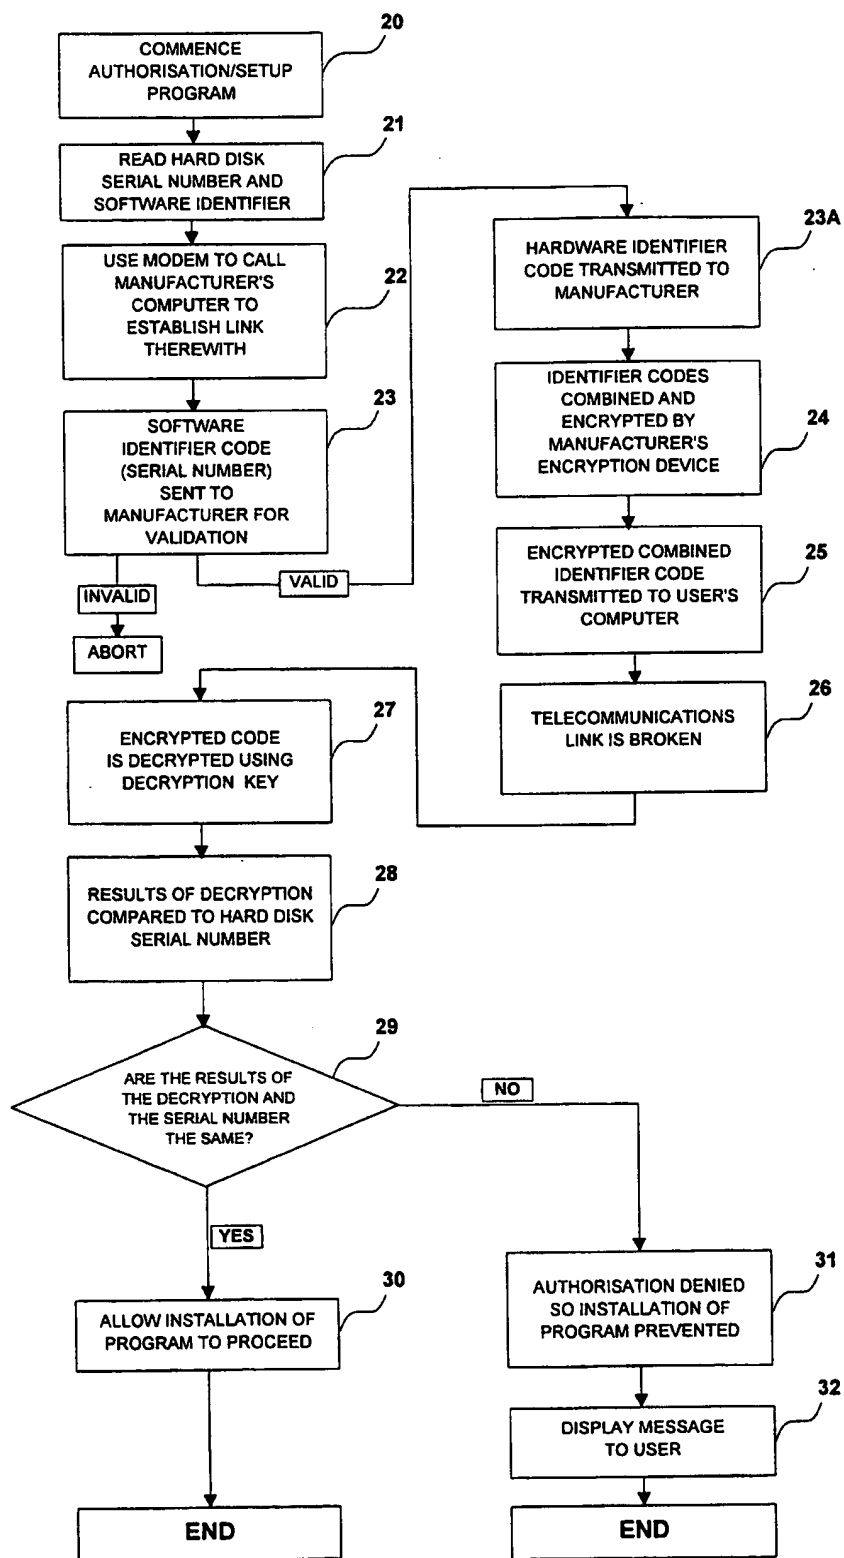 20
COMMENCE
AUTHORISATION/SETUP
PROGRAM
21
READ HARD DISK
SERIAL NUMBER AND
SOFTWARE IDENTIFIER
22
USE MODEM TO CALL
MANUFACTURER'S
COMPUTER TO
ESTABLISH LINK
THEREWITH
23
SOFTWARE
IDENTIFIER CODE
(SERIAL NUMBER)
SENT TO
MANUFACTURER FOR
VALIDATION
INVALID
VALID
ABORT
23A
HARDWARE IDENTIFIER
CODE TRANSMITTED TO
MANUFACTURER
IDENTIFIER CODES
COMBINED AND
ENCRYPTED BY
MANUFACTURER'S
ENCRYPTION DEVICE
24
ENCRYPTED COMBINED
IDENTIFIER CODE
TRANSMITTED TO USER'S
COMPUTER
25
TELECOMMUNICATIONS
LINK IS BROKEN
26
27
ENCRYPTED CODE
IS DECRYPTED USING
DECRYPTION KEY
28
RESULTS OF DECRYPTION
COMPARED TO HARD DISK
SERIAL NUMBER
29
ARE THE RESULTS OF
THE DECRYPTION AND
THE SERIAL NUMBER
THE SAME?
NO
YES
30
ALLOW INSTALLATION OF
PROGRAM TO PROCEED
31
AUTHORISATION DENIED
SO INSTALLATION OF
PROGRAM PREVENTED
32
DISPLAY MESSAGE
TO USER
END
END